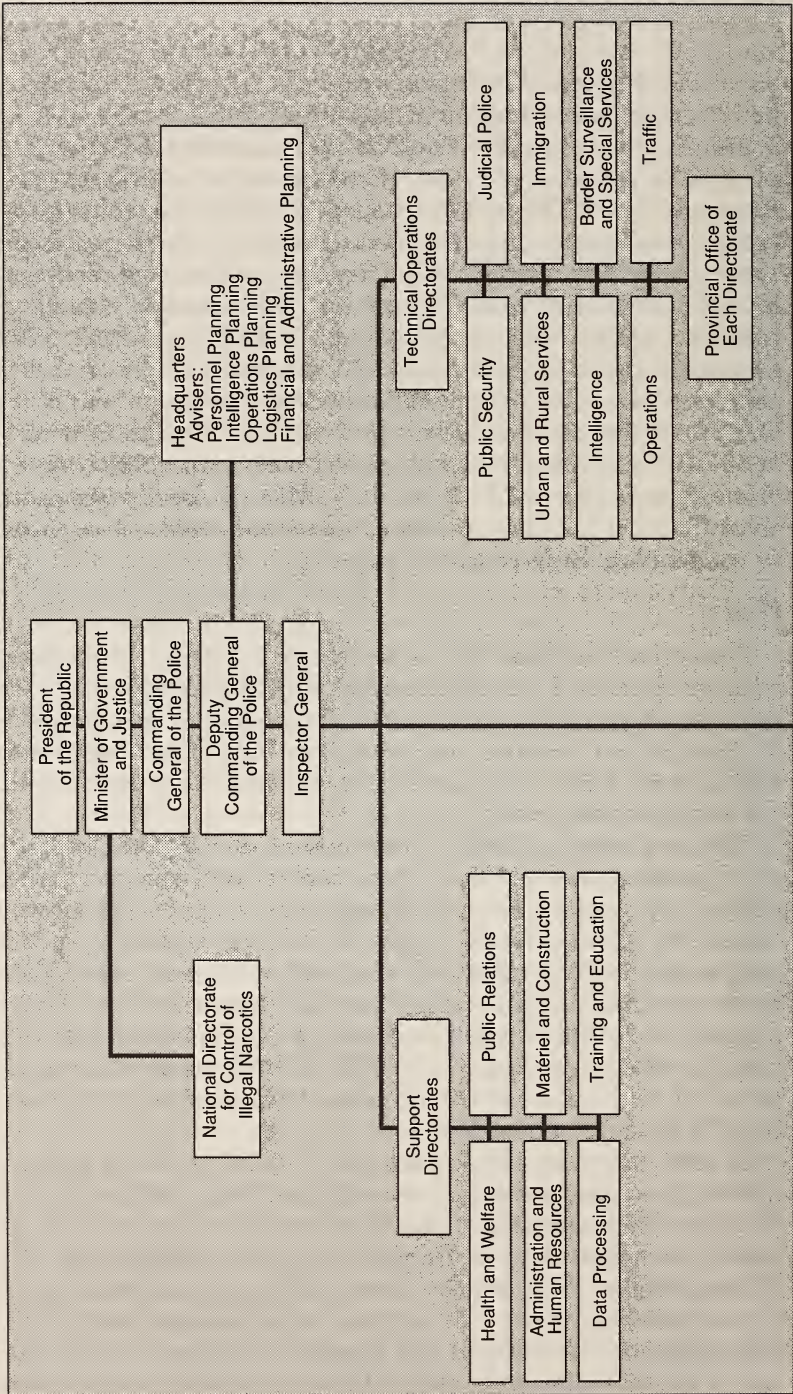 President
of the Republic
Minister of Government
and Justice
National Directorate
for Control of
Illegal Narcotics
Commanding
General of the Police
Deputy
Commanding General
of the Police
Headquarters
Advisers:
Personnel Planning
Intelligence Planning
Operations Planning
Logistics Planning
Financial and Administrative Planning
Inspector General
Support
Directorates
Health and Welfare
Public Relations
Administration and
Human Resources
Matériel and Construction
Data Processing
Training and Education
Technical Operations
Directorates
Public Security
Judicial Police
Urban and Rural Services
Immigration
Intelligence
Border Surveillance
and Special Services
Operations
Traffic
Provincial Office of
Each Directorate